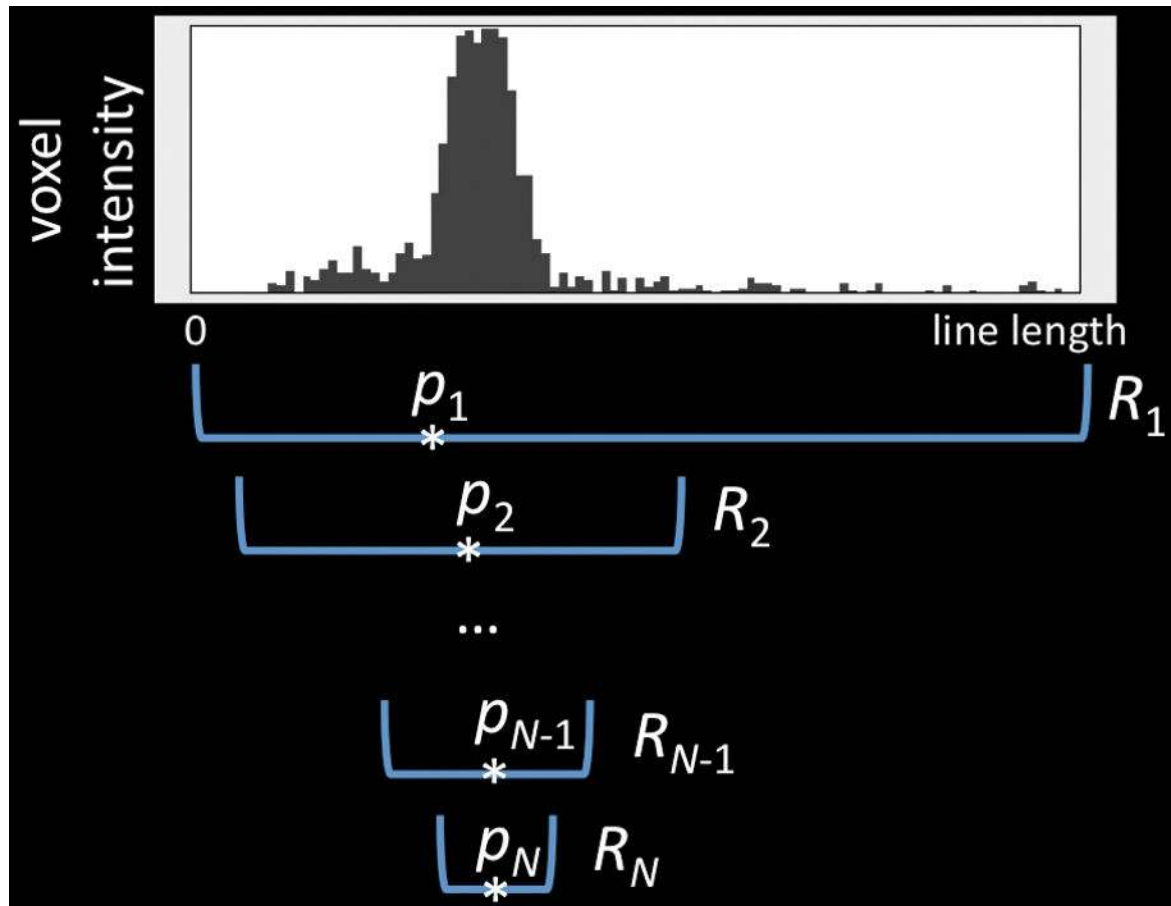 voxel
intensity
0
line length
p1
R1
*
p2
R2
*
...
pN-1
RN-1
*
pN
RN
*